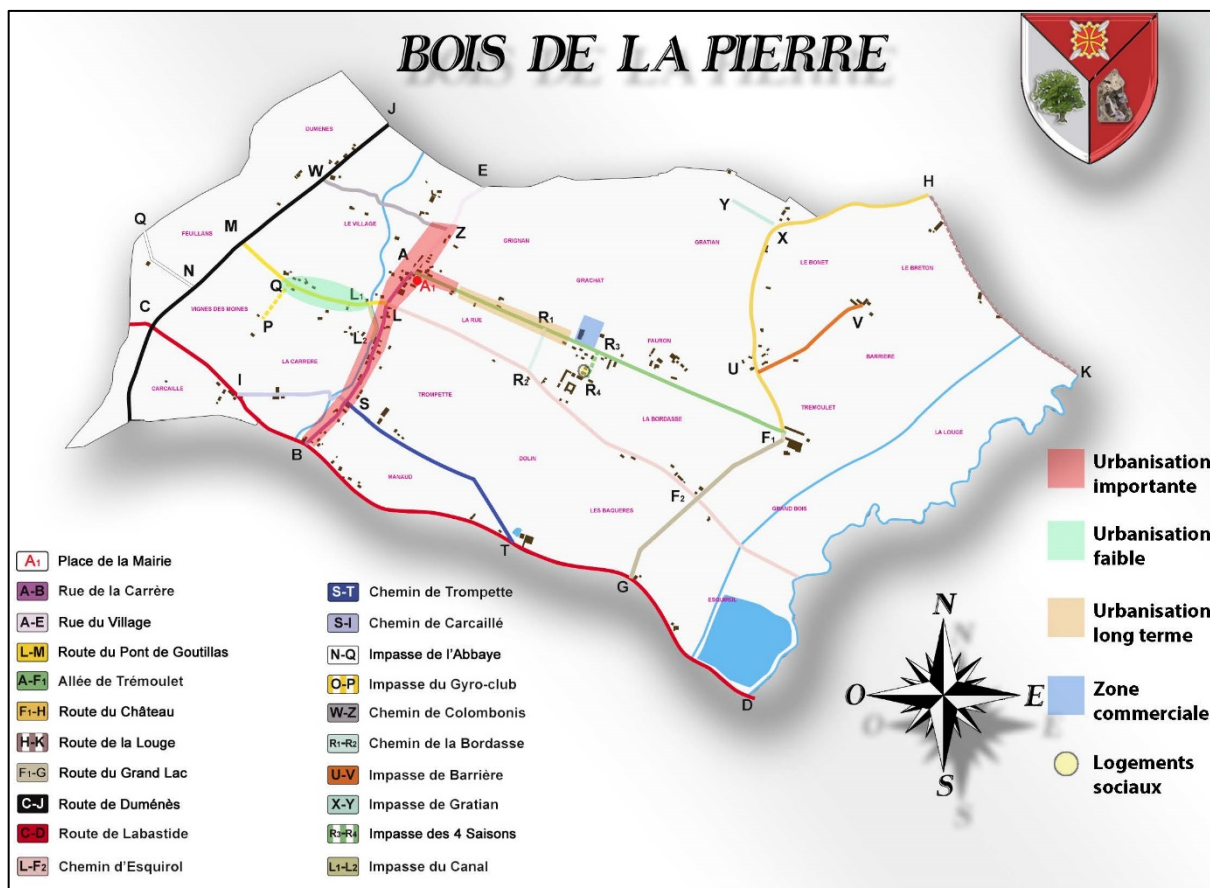 BOIS DE LA PIERRE
J
DUMENES
W
E
H
Q
LE VILLAGE
Y
FEUILLANS
M
Z
GRIGNAN
GRATIAN
X
A
LE BONET
LE BRETON
N
GRACHAT
Q
L1
A1
C
VIGNES DES MOINES
P
L
LA RUE
R1
V
L2
R3
FAURON
LA CARRERE
BARRIERE
U
K
R2
CARCAILLE
I
R4
TROMPETTE
S
TREMOULET
LA BORDASSE
LA LOUGE
F1
B
DOLIN
MANAUD
F2
LES BAQUERES
GRAND BOIS
T
G
ESQUIROL
D
A1 Place de la Mairie
A-B Rue de la Carrère
A-E Rue du Village
L-M Route du Pont de Goutillas
A-F1 Allée de Trémoulet
F1-H Route du Château
H-K Route de la Louge
F1-G Route du Grand Lac
C-J Route de Duménès
C-D Route de Labastide
L-F2 Chemin d'Esquirol
S-T Chemin de Trompette
S-I Chemin de Carcaillé
N-Q Impasse de l'Abbaye
O-P Impasse du Gyro-club
W-Z Chemin de Colombonis
R1-R2 Chemin de la Bordasse
U-V Impasse de Barrière
X-Y Impasse de Gratian
R3-R4 Impasse des 4 Saisons
L1-L2 Impasse du Canal
Urbanisation
importante
Urbanisation
faible
Urbanisation
long terme
Zone
commerciale
Logements
sociaux
N
O
E
S